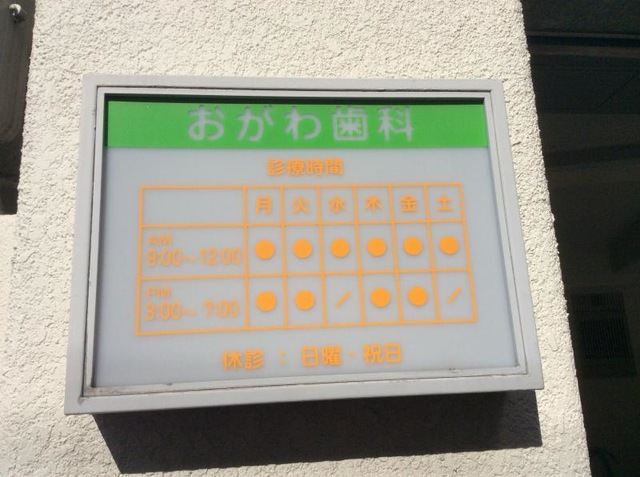 おがわ歯科
診療時間
月 火 水 木 金 土
AM
9:00～12:00 ● ● ● ● ● ●
PM
3:00～7:00 ● ● ／ ● ● ／
休診：日曜・祝日